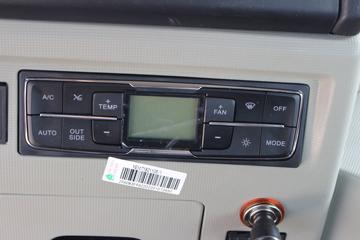 A/C + TEMP + FAN OFF
AUTO OUT SIDE - - MODE